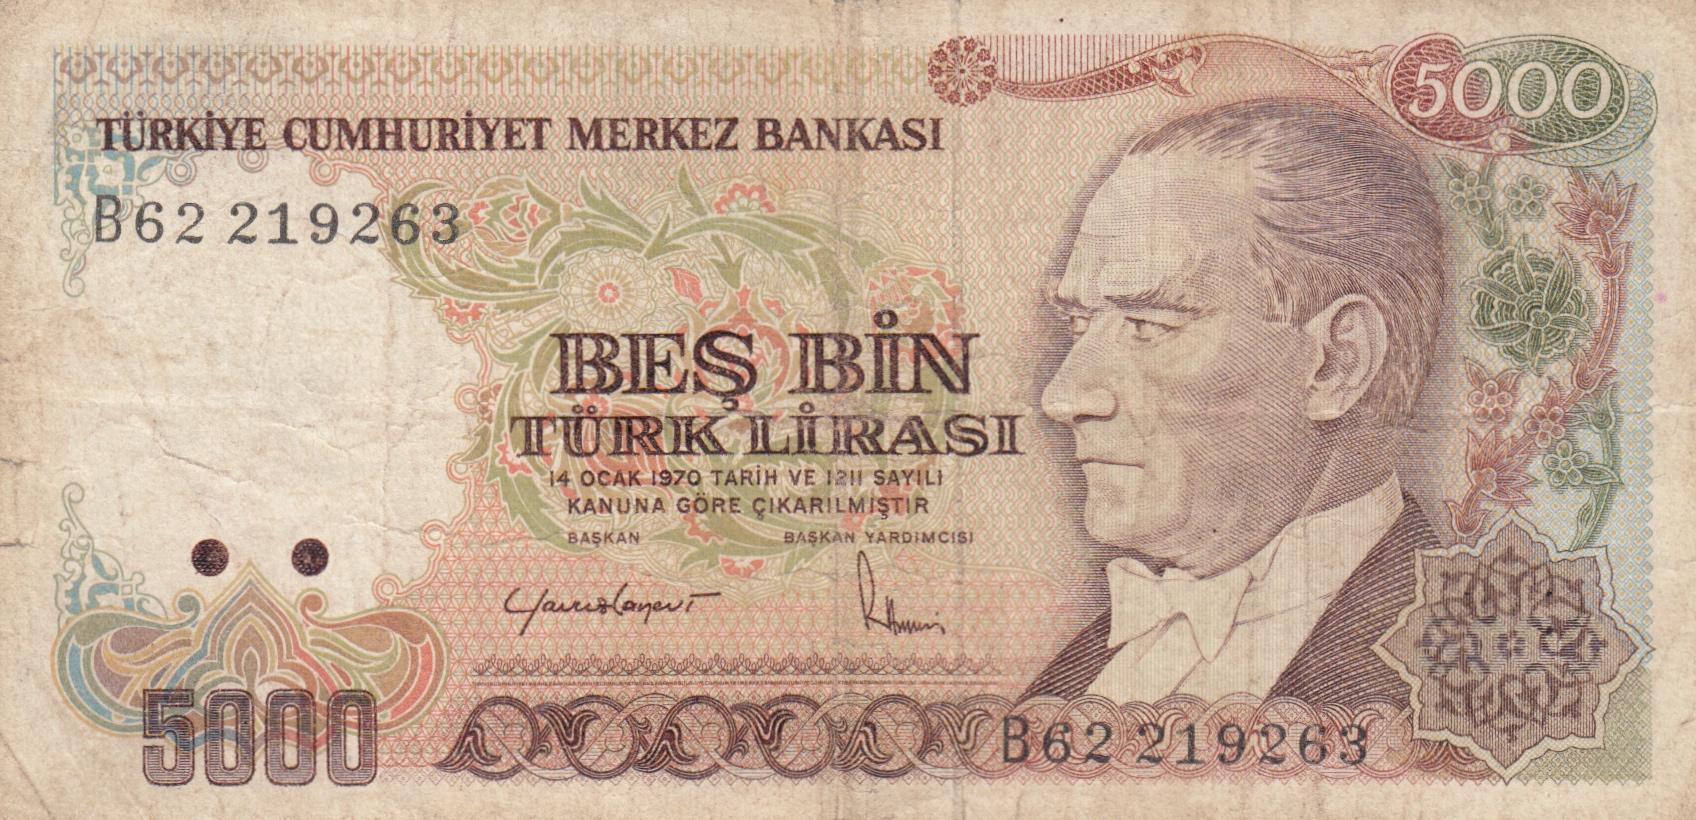 5000
TÜRKİYE CUMHURİYET MERKEZ BANKASI
B62 219263
BEŞ BİN
TÜRK LİRASI
14 OCAK 1970 TARİH VE 1211 SAYILI
KANUNA GÖRE ÇIKARILMIŞTIR
BAŞKAN BAŞKAN YARDIMCISI
5000
B62 219263